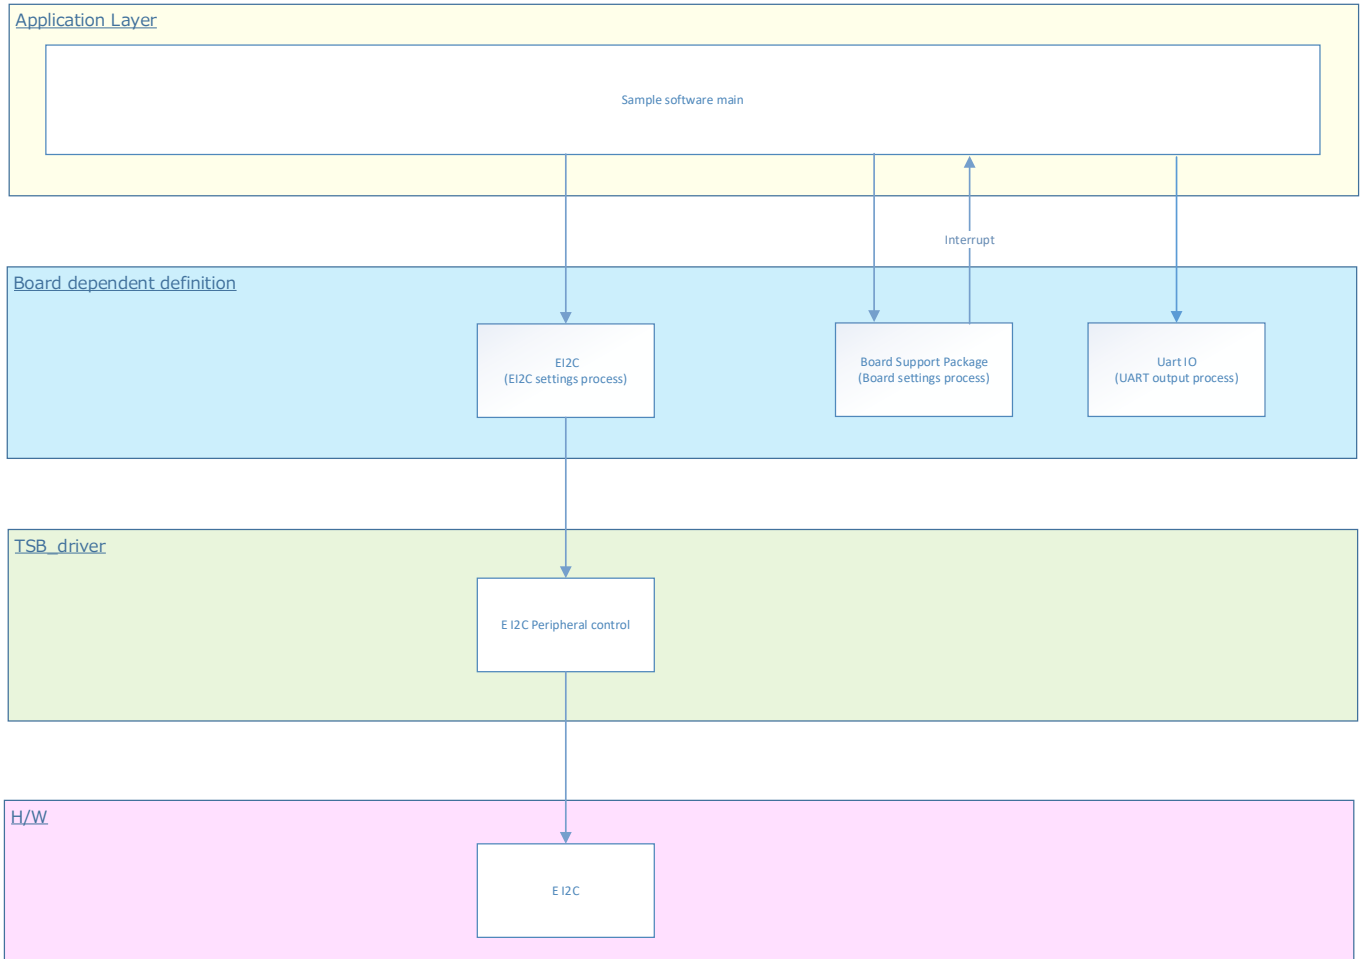 Application Layer
Sample software main
Interrupt
Board dependent definition
EI2C
(EI2C settings process)
Board Support Package
(Board settings process)
Uart IO
(UART output process)
TSB_driver
E I2C Peripheral control
H/W
E I2C